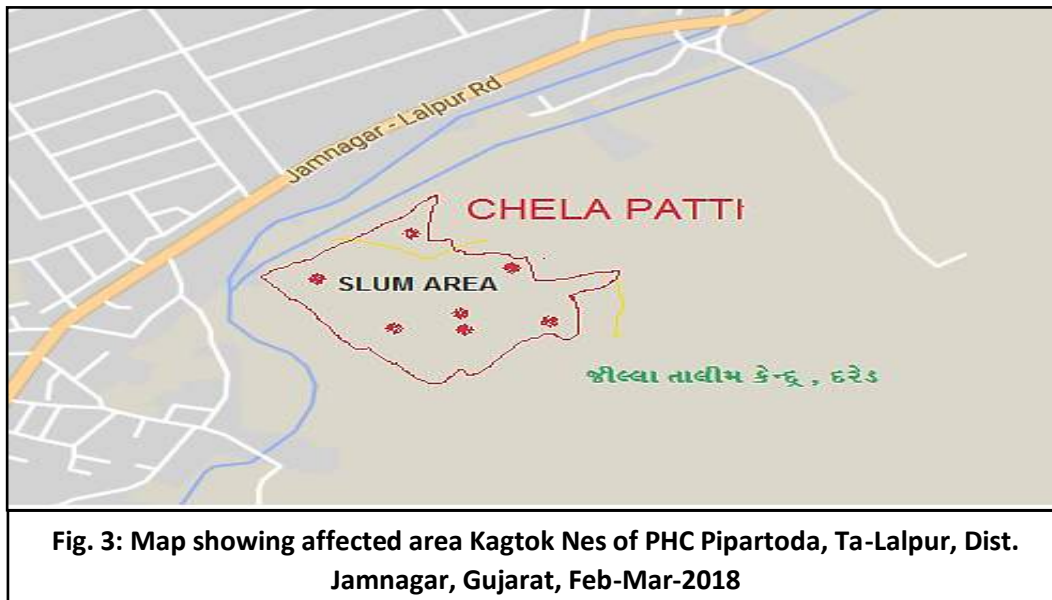 Jamnagar - Lalpur Rd
CHELA PATTI
SLUM AREA
જીલ્લા તાલીમ કેન્દ્ર , દરેડ
Fig. 3: Map showing affected area Kagtok Nes of PHC Pipartoda, Ta-Lalpur, Dist.
Jamnagar, Gujarat, Feb-Mar-2018